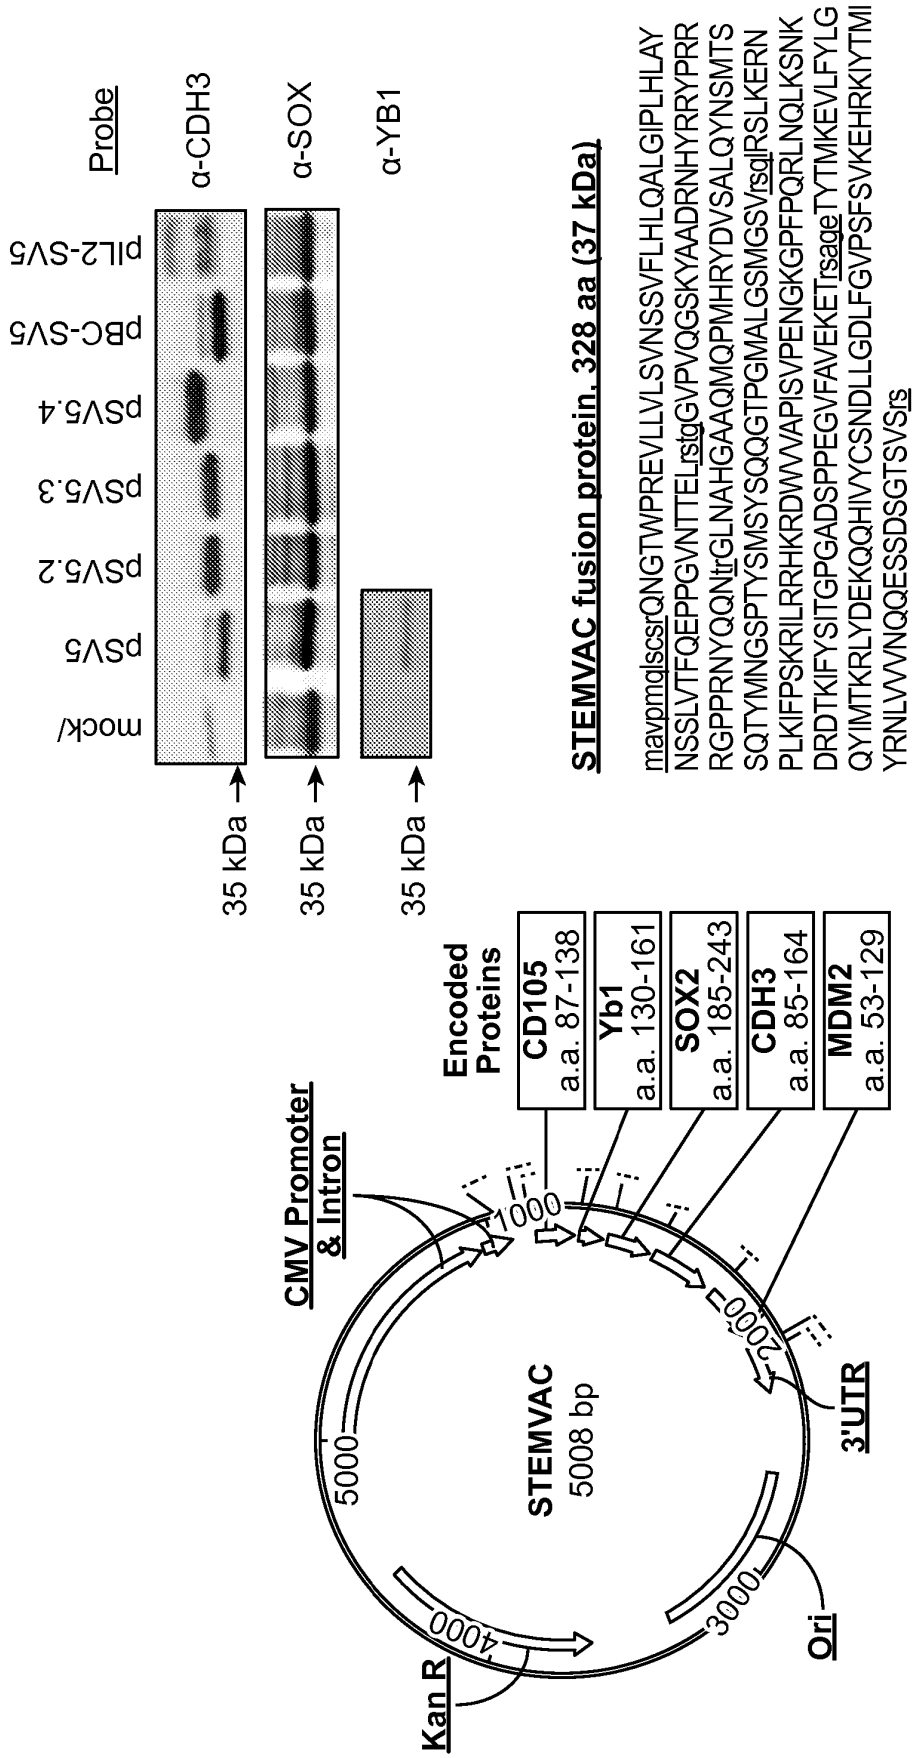 CMV Promoter
& Intron
Kan R
STEMVAC
5008 bp
5000
1000
2000
3000
4000
Ori
3'UTR
Encoded
Proteins
CD105
a.a. 87-138
Yb1
a.a. 130-161
SOX2
a.a. 185-243
CDH3
a.a. 85-164
MDM2
a.a. 53-129
mock/
pSV5
pSV5.2
pSV5.3
pSV5.4
pBC-SV5
pIL2-SV5
Probe
35 kDa
α-CDH3
35 kDa
α-SOX
35 kDa
α-YB1
STEMVAC fusion protein, 328 aa (37 kDa)
mavpmqlscsrQNGTWPREVLLVLSVNSSVFLHLQALGIPLHLAY
NSSLVTFQEPPGVNTTELrstgGVPVQGSKYAADRNHYRRYPRR
RGPPRNYQQNtrGLNAHGAAQMQPMHRYDVSALQYNSMTS
SQTYMNGSPTYSMSYSQQGTPGMALGSMGSVrsqlRSLKERN
PLKIFPSKRILRRHKRDWVVAPISVPENGKGPFPQRLNQLKSNK
DRDTKIFYSITGPGADSPPEGVFAVEKETrsageTYTMKEVLFYLG
QYIMTKRLYDEKQQHIVYCSNDLLGDLFGVPSFSVKEHRKIYTMI
YRNLVVVNQQESSDSGTSVSrs